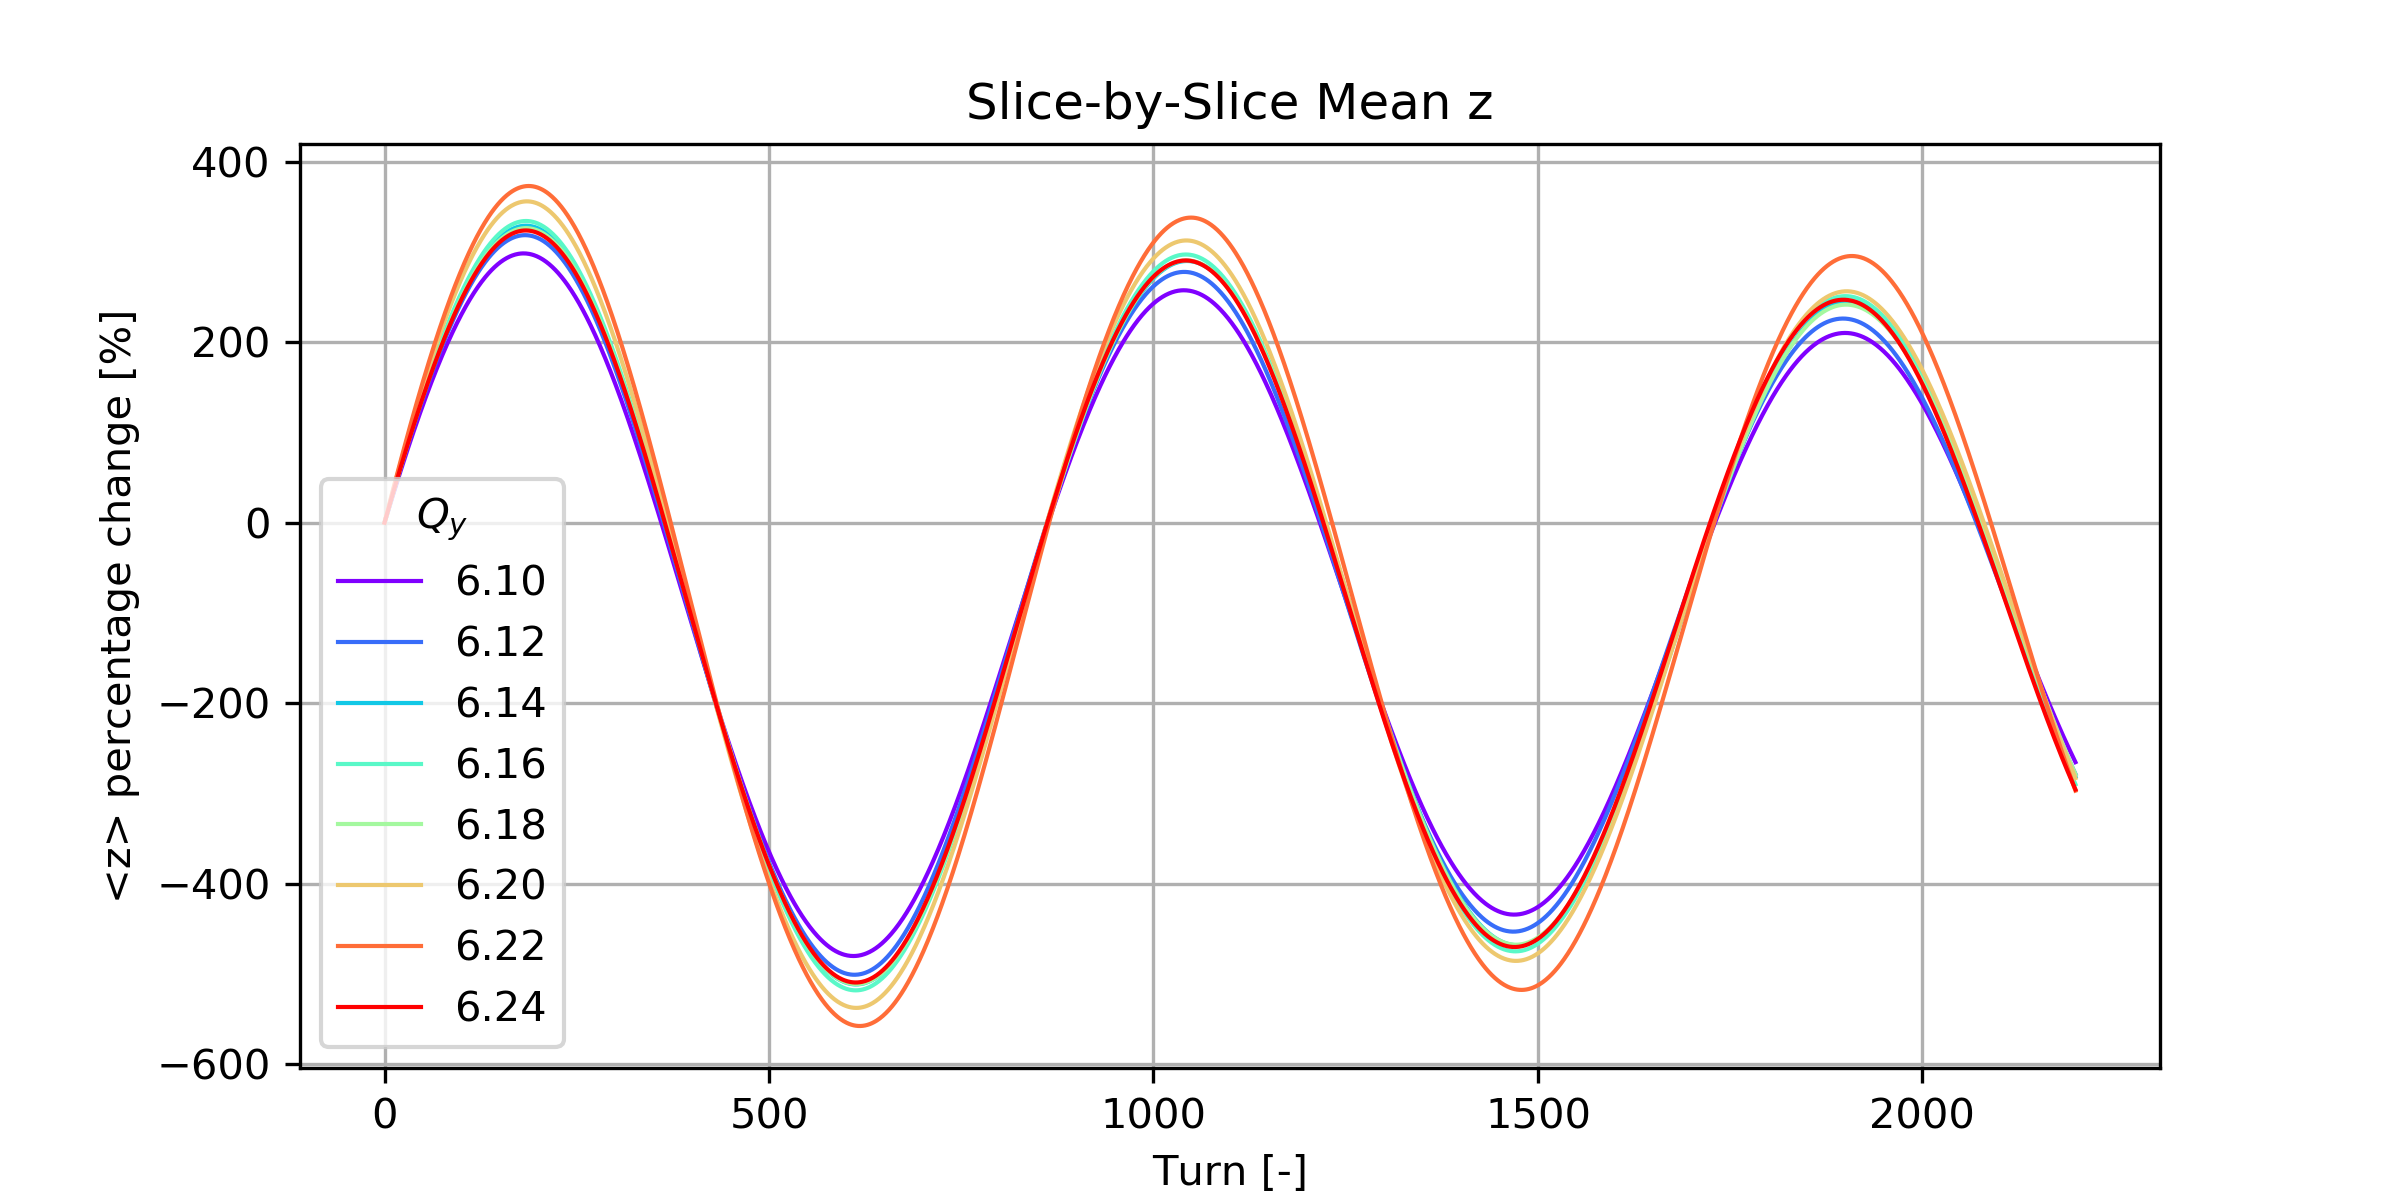 Slice-by-Slice Mean z
<z> percentage change [%]
400
200
0
−200
−400
−600
Q_y
6.10
6.12
6.14
6.16
6.18
6.20
6.22
6.24
0 500 1000 1500 2000
Turn [-]